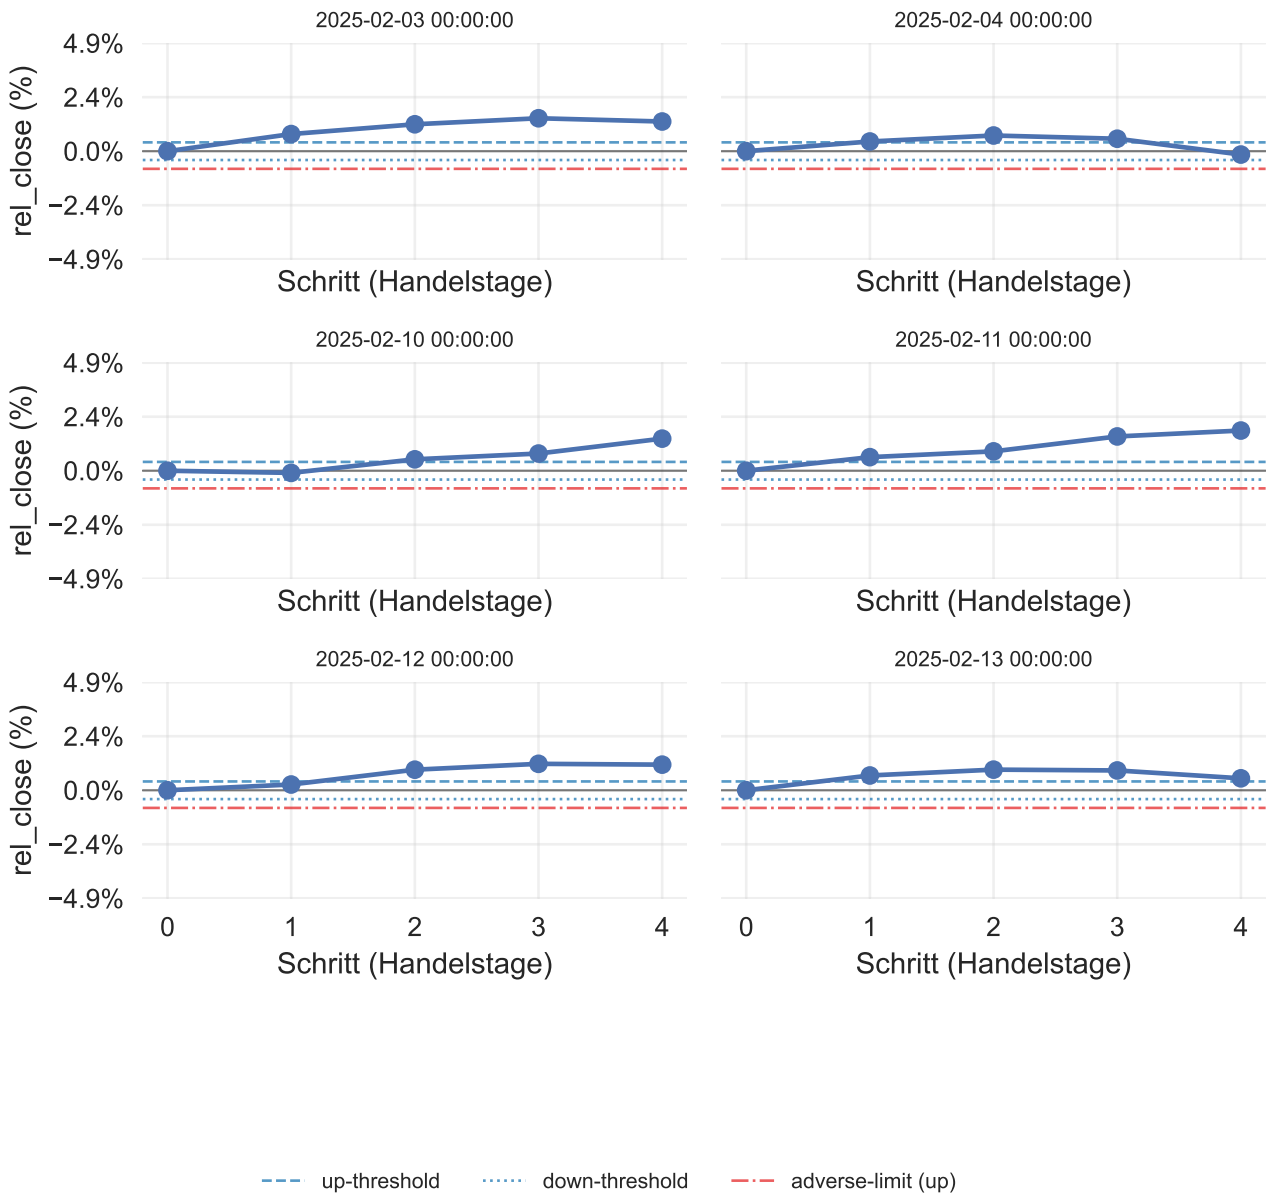 2025-02-03 00:00:00
2025-02-04 00:00:00
rel_close (%)
4.9%
2.4%
0.0%
−2.4%
−4.9%
Schritt (Handelstage)
Schritt (Handelstage)
2025-02-10 00:00:00
2025-02-11 00:00:00
rel_close (%)
4.9%
2.4%
0.0%
−2.4%
−4.9%
Schritt (Handelstage)
Schritt (Handelstage)
2025-02-12 00:00:00
2025-02-13 00:00:00
rel_close (%)
4.9%
2.4%
0.0%
−2.4%
−4.9%
0 1 2 3 4
0 1 2 3 4
Schritt (Handelstage)
Schritt (Handelstage)
up-threshold
down-threshold
adverse-limit (up)